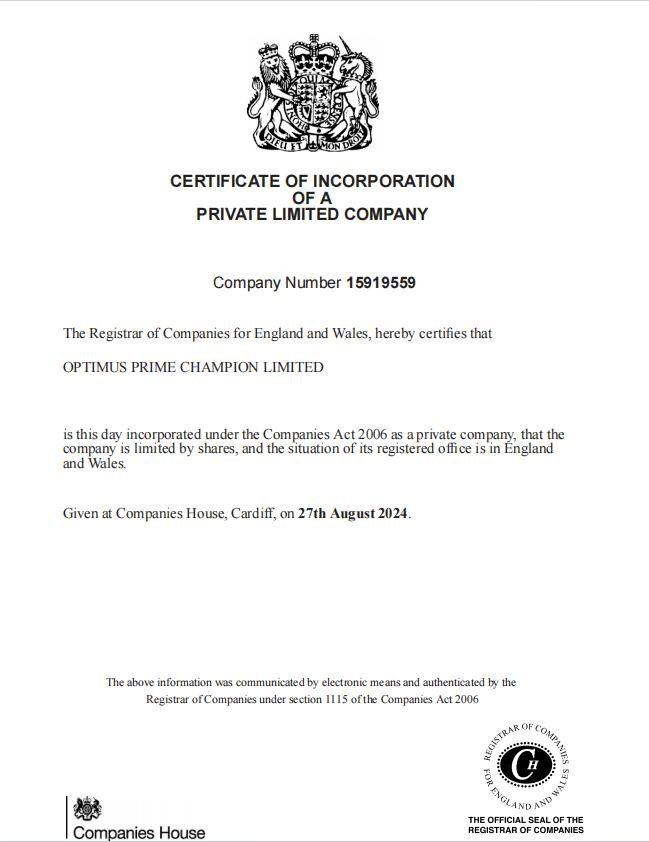 DIEU ET MON DROIT
CERTIFICATE OF INCORPORATION
OF A
PRIVATE LIMITED COMPANY
Company Number 15919559
The Registrar of Companies for England and Wales, hereby certifies that
OPTIMUS PRIME CHAMPION LIMITED
is this day incorporated under the Companies Act 2006 as a private company, that the
company is limited by shares, and the situation of its registered office is in England
and Wales.
Given at Companies House, Cardiff, on 27th August 2024.
The above information was communicated by electronic means and authenticated by the
Registrar of Companies under section 1115 of the Companies Act 2006
REGISTRAR OF COMPANIES
FOR ENGLAND AND WALES
CH
THE OFFICIAL SEAL OF THE
REGISTRAR OF COMPANIES
Companies House